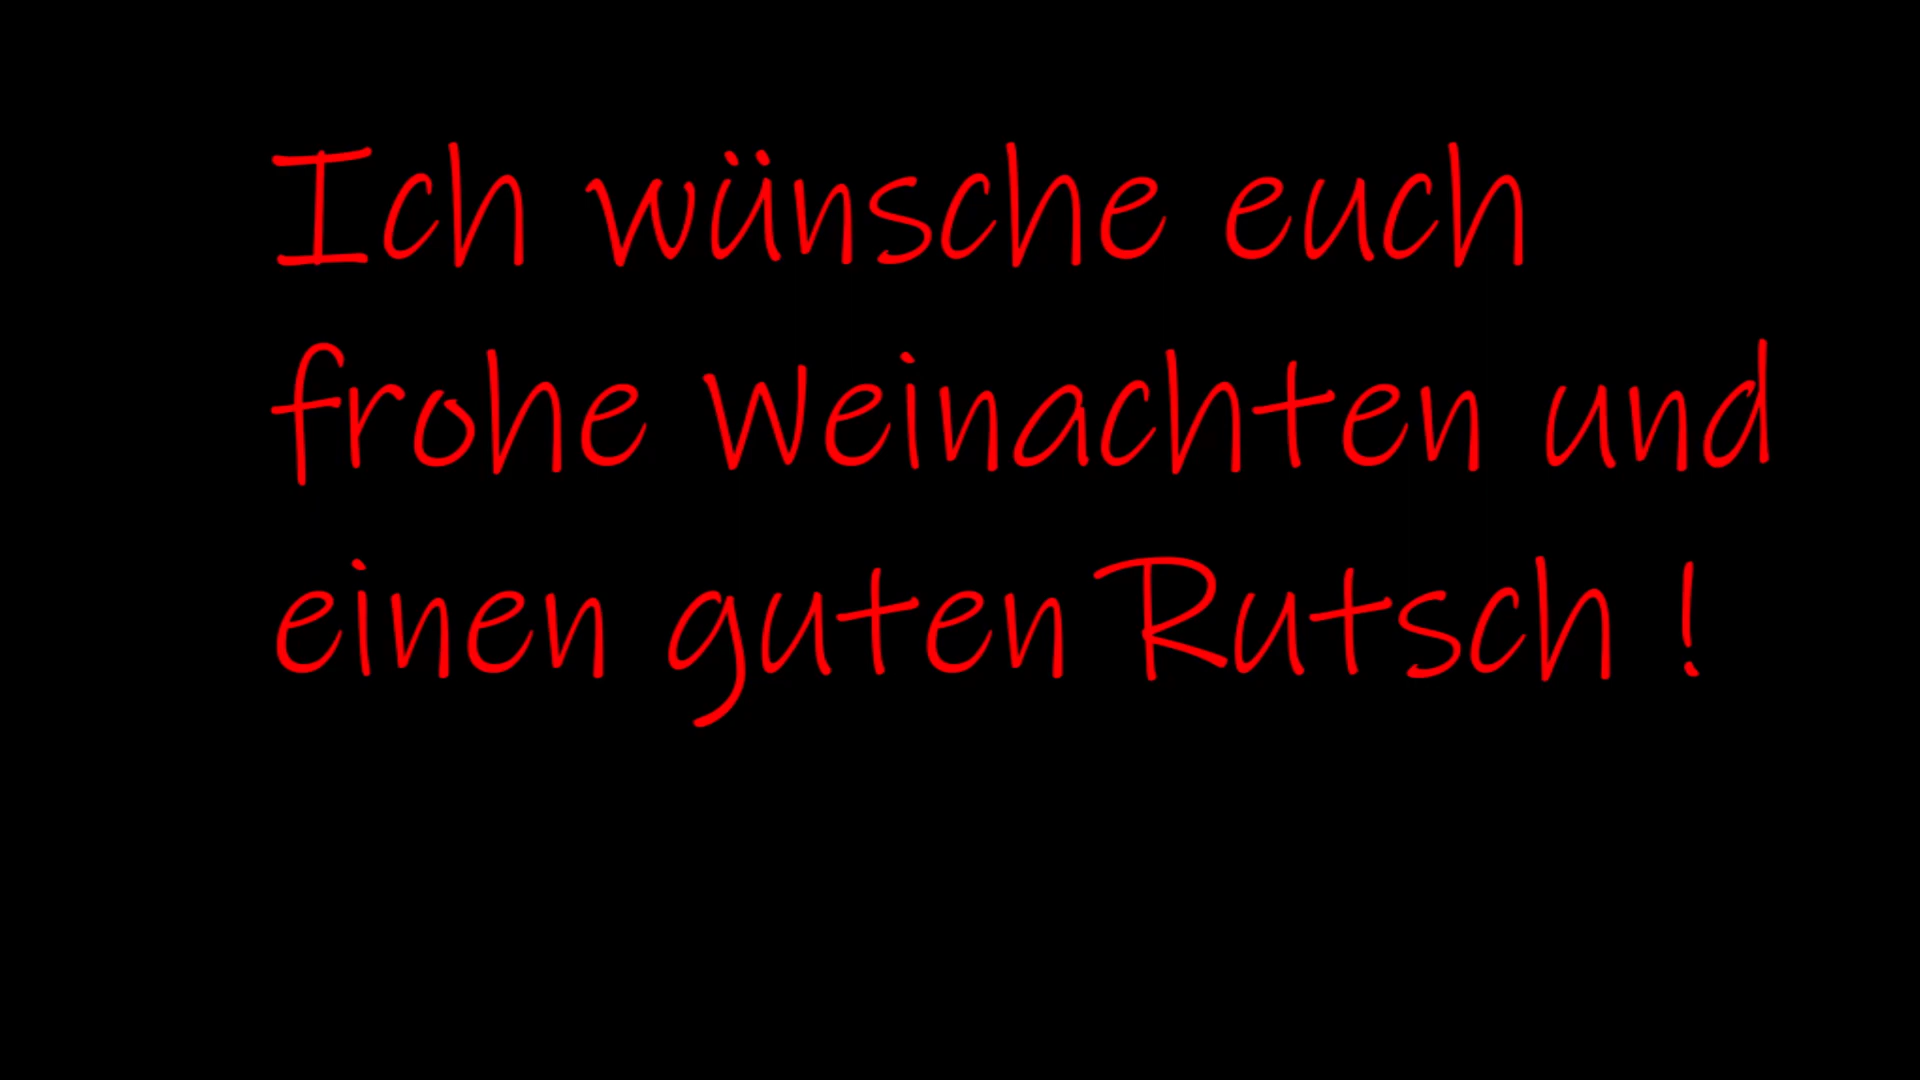 Ich wünsche euch
frohe Weinachten und
einen guten Rutsch !